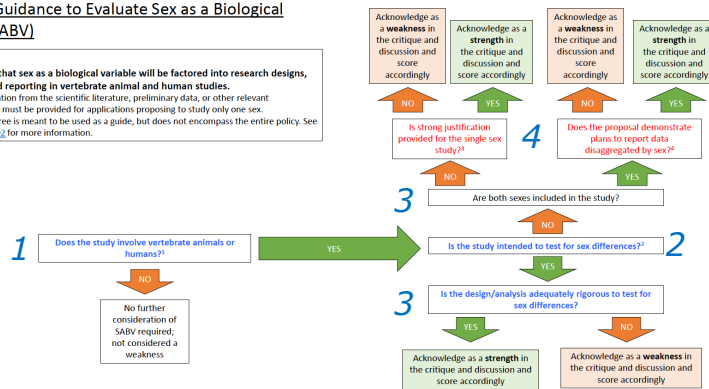 Guidance to Evaluate Sex as a Biological
ABV)
that sex as a biological variable will be factored into research designs,
d reporting in vertebrate animal and human studies.
ation from the scientific literature, preliminary data, or other relevant
must be provided for applications proposing to study only one sex.
ree is meant to be used as a guide, but does not encompass the entire policy. See
02 for more information.
Acknowledge as
a weakness in
the critique and
discussion and
score
accordingly
Acknowledge as a
strength in
the critique and
discussion and
score
accordingly
Acknowledge as
a weakness in
the critique and
discussion and
score
accordingly
Acknowledge as a
strength in
the critique and
discussion and
score
accordingly
NO
YES
NO
YES
Is strong justification
provided for the single sex
study?³
4
Does the proposal demonstrate
plans to report data
disaggregated by sex?⁴
NO
YES
3
Are both sexes included in the study?
NO
1
Does the study involve vertebrate animals or
humans?¹
YES
Is the study intended to test for sex differences?²
2
NO
YES
No further
consideration of
SABV required;
not considered a
weakness
3
Is the design/analysis adequately rigorous to test for
sex differences?
YES
NO
Acknowledge as a strength in
the critique and discussion and
score accordingly
Acknowledge as a weakness in
the critique and discussion and
score accordingly